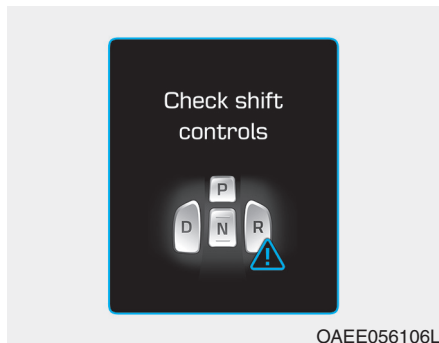 Check shift
controls
P
D N R
OAEE056106L